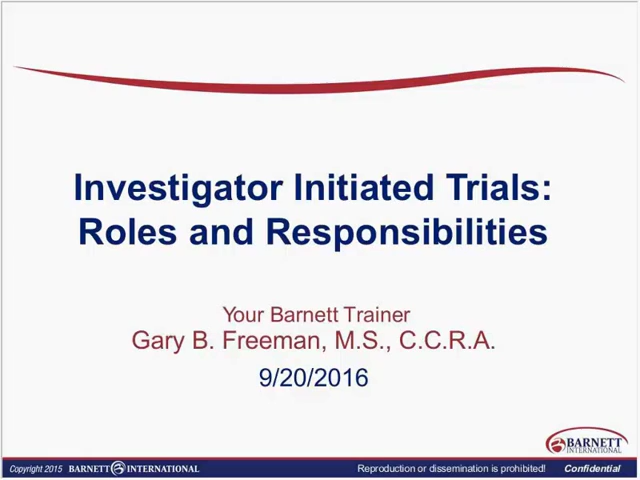 Investigator Initiated Trials:
Roles and Responsibilities
Your Barnett Trainer
Gary B. Freeman, M.S., C.C.R.A.
9/20/2016
BARNETT
INTERNATIONAL
Copyright 2015 BARNETT INTERNATIONAL Reproduction or dissemination is prohibited! Confidential